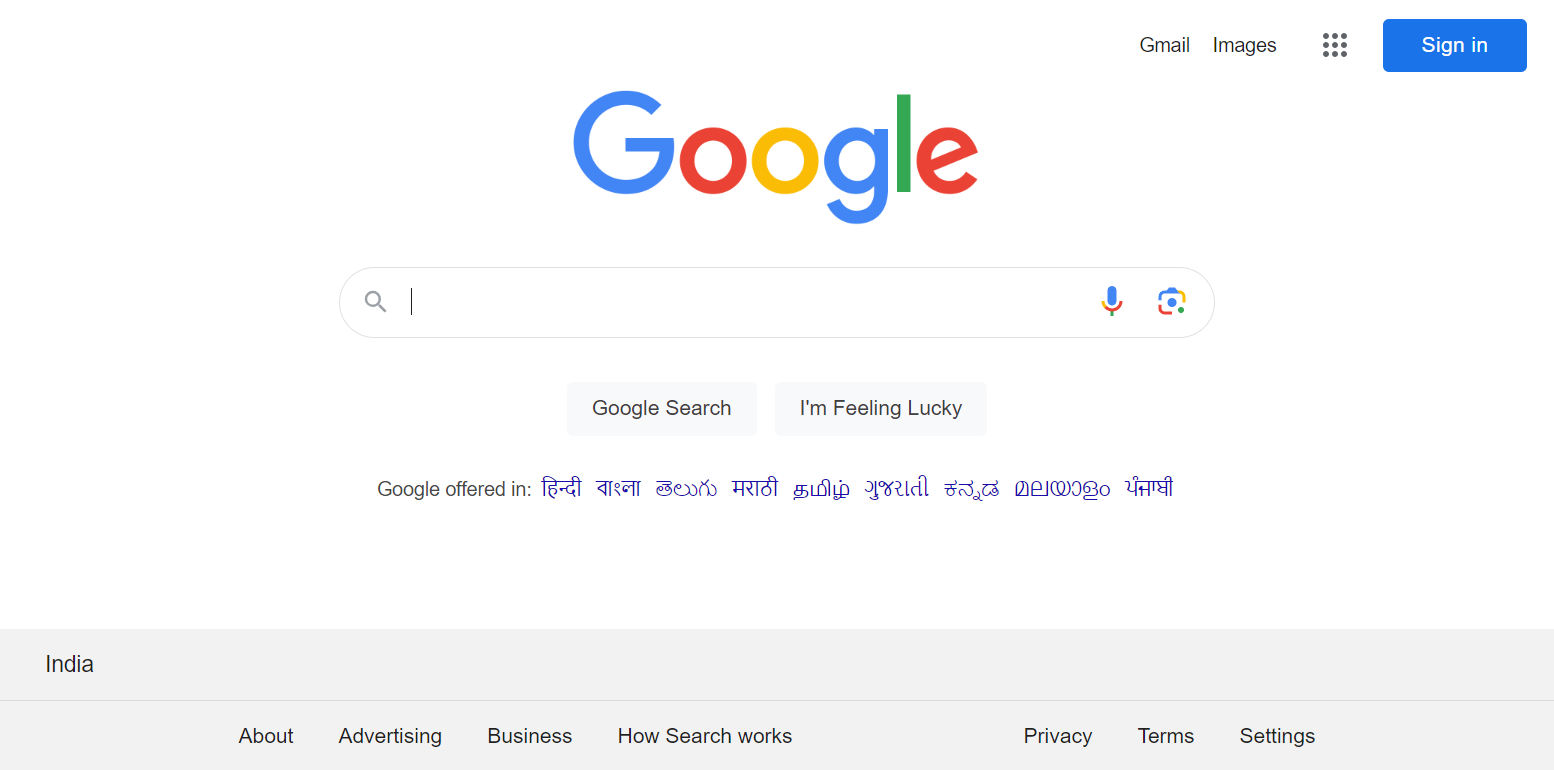 Gmail Images Sign in
Google
Google Search I'm Feeling Lucky
Google offered in: हिन्दी বাংলা తెలుగు मराठी தமிழ் ગુજરાતી ಕನ್ನಡ മലയാളം ਪੰਜਾਬੀ
India
About Advertising Business How Search works Privacy Terms Settings